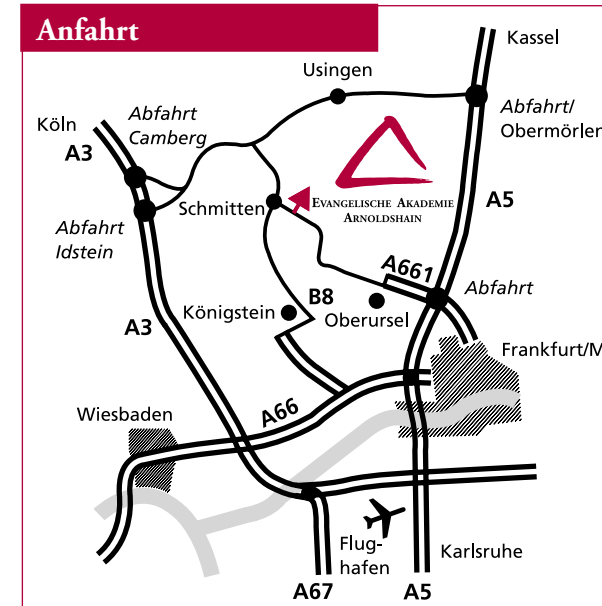 Anfahrt
Kassel
Usingen
Abfahrt
Camberg
Köln
A3
Abfahrt/
Obermörlen
Schmitten
EVANGELISCHE AKADEMIE
ARNOLDSHAIN
A5
Abfahrt
Idstein
A661
Abfahrt
B8
Königstein
Oberursel
A3
Frankfurt/M
Wiesbaden
A66
Flug-
hafen
Karlsruhe
A67
A5